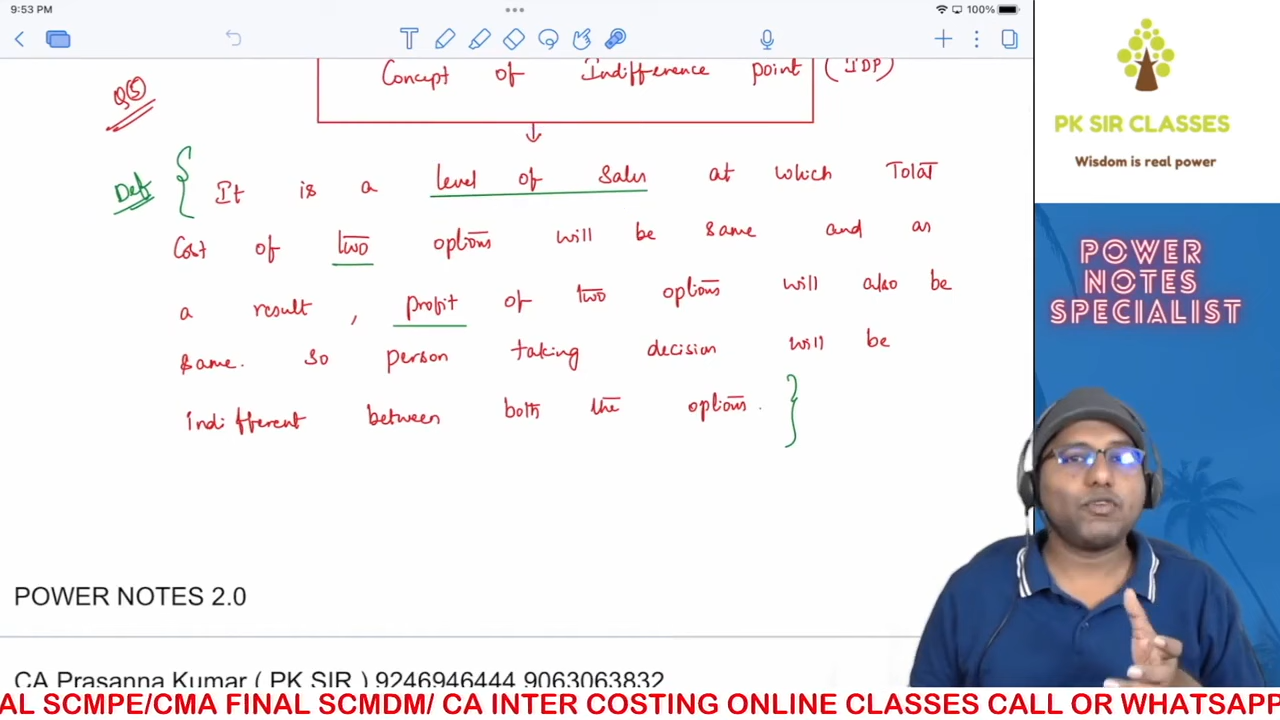 9:53 PM
100%
T
Q⑤
Concept of Indifference point (IDP)
Def { It is a level of sales at which Total
Cost of two options will be same and as
a result, profit of two options will also be
same. So person taking decision will be
Indifferent between both the options. }
POWER NOTES 2.0
CA Prasanna Kumar ( PK SIR ) 9246946444 9063063832
PK SIR CLASSES
Wisdom is real power
POWER
NOTES
SPECIALIST
AL SCMPE/CMA FINAL SCMDM/ CA INTER COSTING ONLINE CLASSES CALL OR WHATSAPP